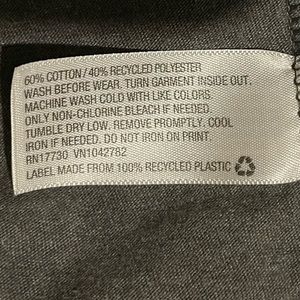 60% COTTON / 40% RECYCLED POLYESTER
WASH BEFORE WEAR. TURN GARMENT INSIDE OUT.
MACHINE WASH COLD WITH LIKE COLORS.
ONLY NON-CHLORINE BLEACH IF NEEDED.
TUMBLE DRY LOW. REMOVE PROMPTLY. COOL
IRON IF NEEDED. DO NOT IRON ON PRINT.
RN17730 VN1042782
LABEL MADE FROM 100% RECYCLED PLASTIC